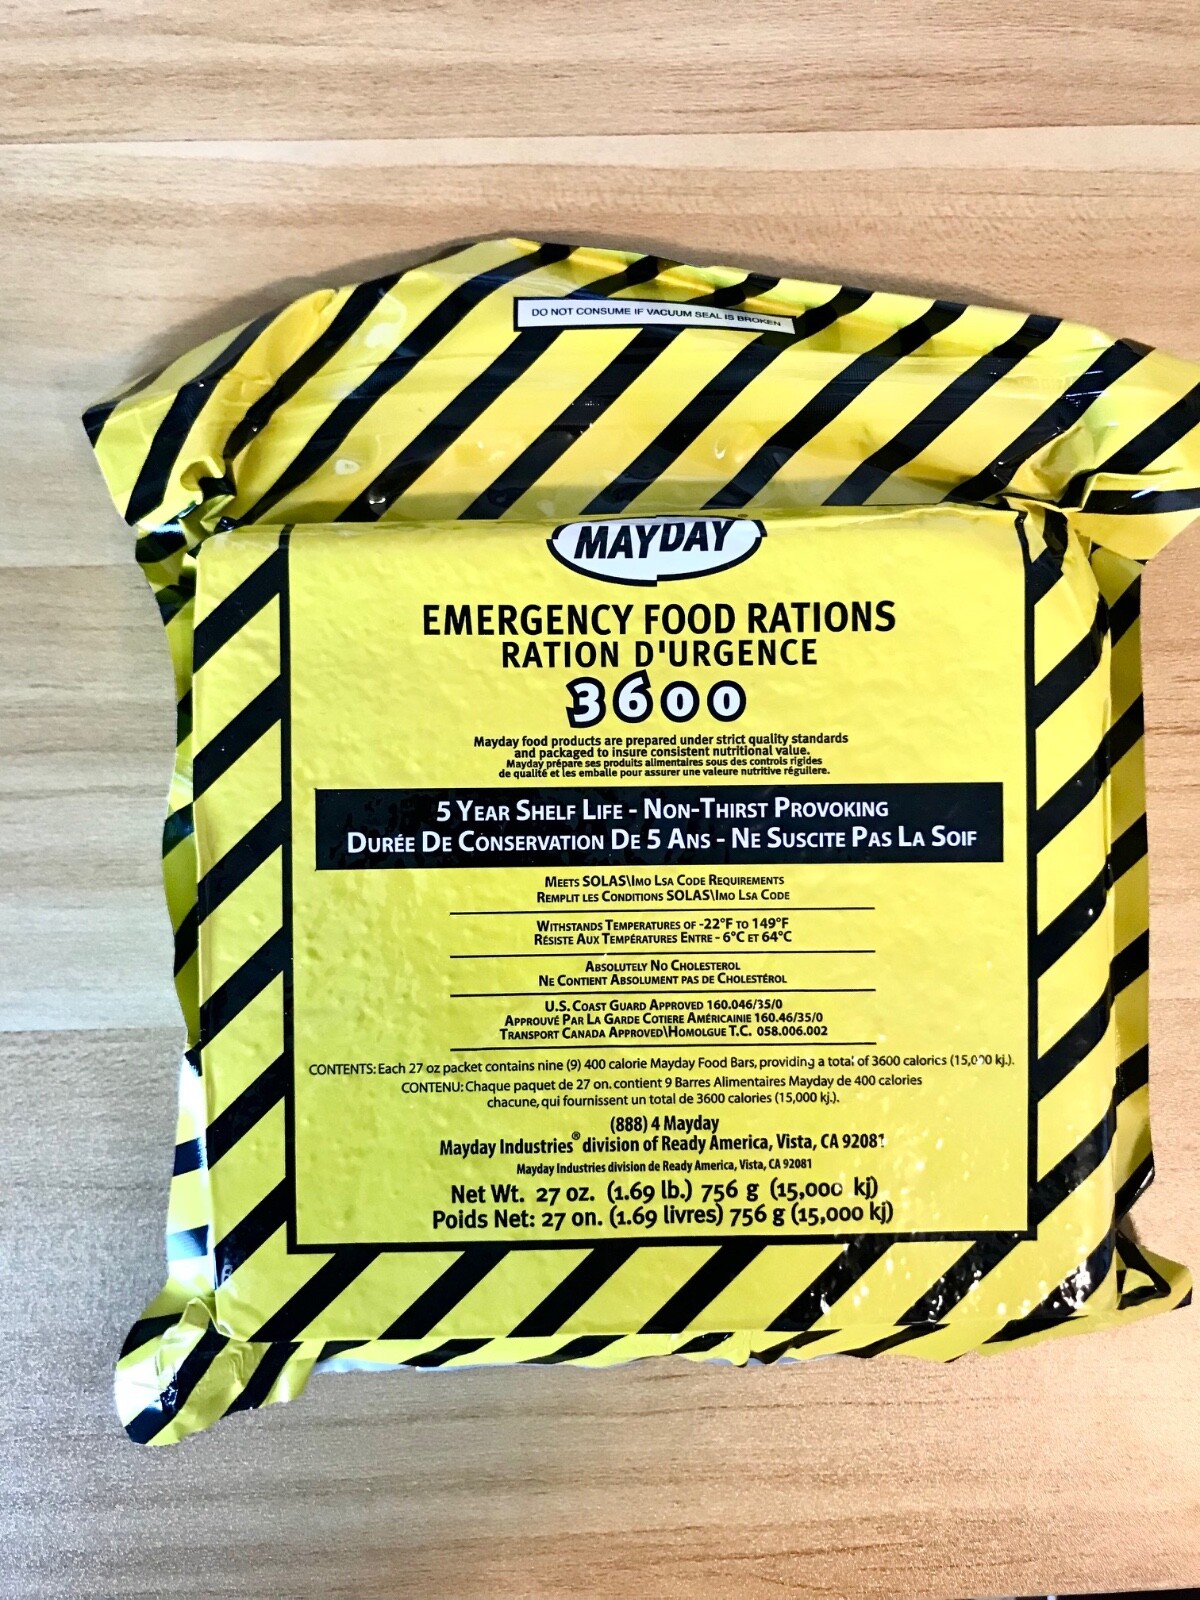 DO NOT CONSUME IF VACUUM SEAL IS BROKEN
MAYDAY
EMERGENCY FOOD RATIONS
RATION D'URGENCE
3600
Mayday food products are prepared under strict quality standards
and packaged to insure consistent nutritional value.
Mayday prépare ses produits alimentaires sous des controls rigides
de qualité et les emballe pour assurer une valeure nutritive régullere.
5 YEAR SHELF LIFE - NON-THIRST PROVOKING
DURÉE DE CONSERVATION DE 5 ANS - NE SUSCITE PAS LA SOIF
MEETS SOLAS\IMO LSA CODE REQUIREMENTS
REMPLIT LES CONDITIONS SOLAS\IMO LSA CODE
WITHSTANDS TEMPERATURES OF -22°F TO 149°F
RÉSISTE AUX TEMPÉRATURES ENTRE - 6°C ET 64°C
ABSOLUTELY NO CHOLESTEROL
NE CONTIENT ABSOLUMENT PAS DE CHOLESTÉROL
U.S. COAST GUARD APPROVED 160.046/35/0
APPROUVÉ PAR LA GARDE COTIERE AMÉRICAINIE 160.46/35/0
TRANSPORT CANADA APPROVED\HOMOLGUE T.C. 058.006.002
CONTENTS: Each 27 oz packet contains nine (9) 400 calorie Mayday Food Bars, providing a total of 3600 calories (15,000 kj.).
CONTENU: Chaque paquet de 27 on. contient 9 Barres Alimentaires Mayday de 400 calories
chacune, qui fournissent un total de 3600 calories (15,000 kj.).
(888) 4 Mayday
Mayday Industries® division of Ready America, Vista, CA 92081
Mayday Industries division de Ready America, Vista, CA 92081
Net Wt. 27 oz. (1.69 lb.) 756 g (15,000 kj)
Poids Net: 27 on. (1.69 livres) 756 g (15,000 kj)